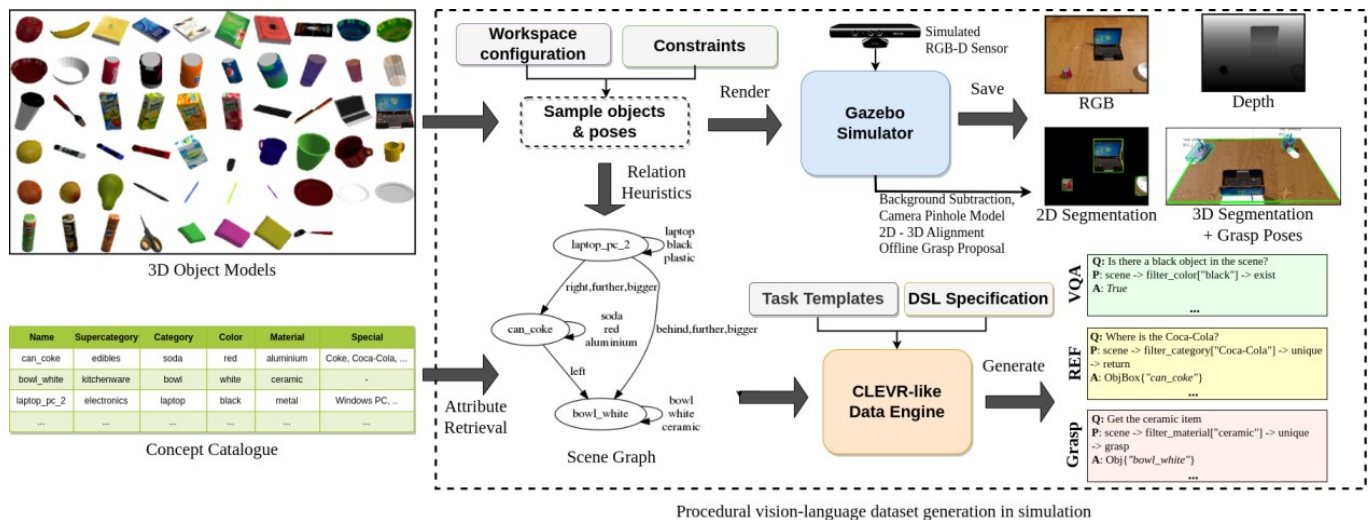 3D Object Models
Name Supercategory Category Color Material Special
can_coke edibles soda red aluminium Coke, Coca-Cola, ...
bowl_white kitchenware bowl white ceramic -
laptop_pc_2 electronics laptop black metal Windows PC, ..
... ... ... ... ... ...
Concept Catalogue
Workspace
configuration
Constraints
Sample objects
& poses
Render
Simulated
RGB-D Sensor
Gazebo
Simulator
Save
RGB
Depth
2D Segmentation
3D Segmentation
+ Grasp Poses
Background Subtraction,
Camera Pinhole Model
2D - 3D Alignment
Offline Grasp Proposal
Relation
Heuristics
Attribute
Retrieval
laptop_pc_2
laptop
black
plastic
right,further,bigger
can_coke
soda
red
aluminium
behind,further,bigger
left
bowl_white
bowl
white
ceramic
Scene Graph
Task Templates
DSL Specification
CLEVR-like
Data Engine
Generate
VQA
Q: Is there a black object in the scene?
P: scene -> filter_color["black"] -> exist
A: True
...
REF
Q: Where is the Coca-Cola?
P: scene -> filter_category["Coca-Cola"] -> unique
-> return
A: ObjBox{"can_coke"}
...
Grasp
Q: Get the ceramic item
P: scene -> filter_material["ceramic"] -> unique
-> grasp
A: Obj{"bowl_white"}
...
Procedural vision-language dataset generation in simulation